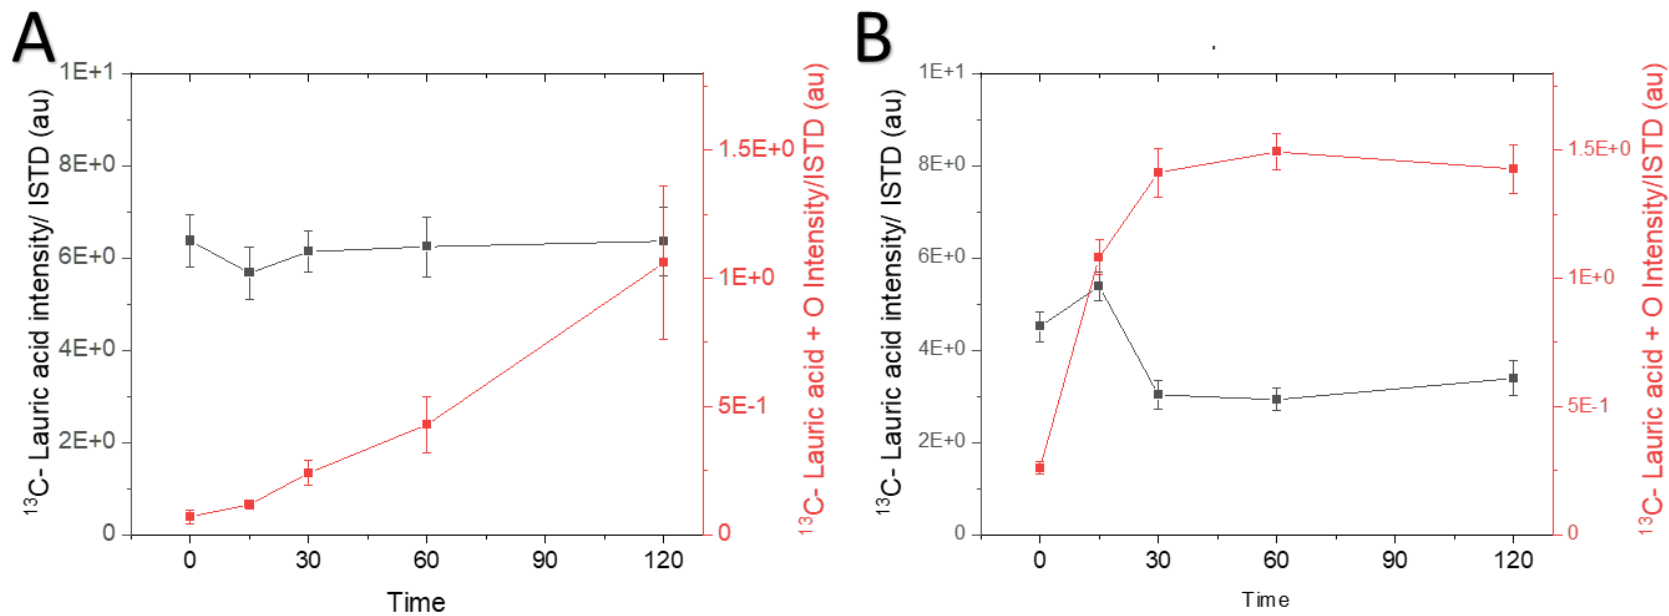 A
¹³C- Lauric acid intensity/ ISTD (au)
1E+1
8E+0
6E+0
4E+0
2E+0
0
0 30 60 90 120
Time
1.5E+0
1E+0
5E-1
0
¹³C- Lauric acid + O Intensity/ISTD (au)
B
¹³C- Lauric acid intensity/ ISTD (au)
1E+1
8E+0
6E+0
4E+0
2E+0
0
0 30 60 90 120
Time
1.5E+0
1E+0
5E-1
0
¹³C- Lauric acid + O Intensity/ISTD (au)